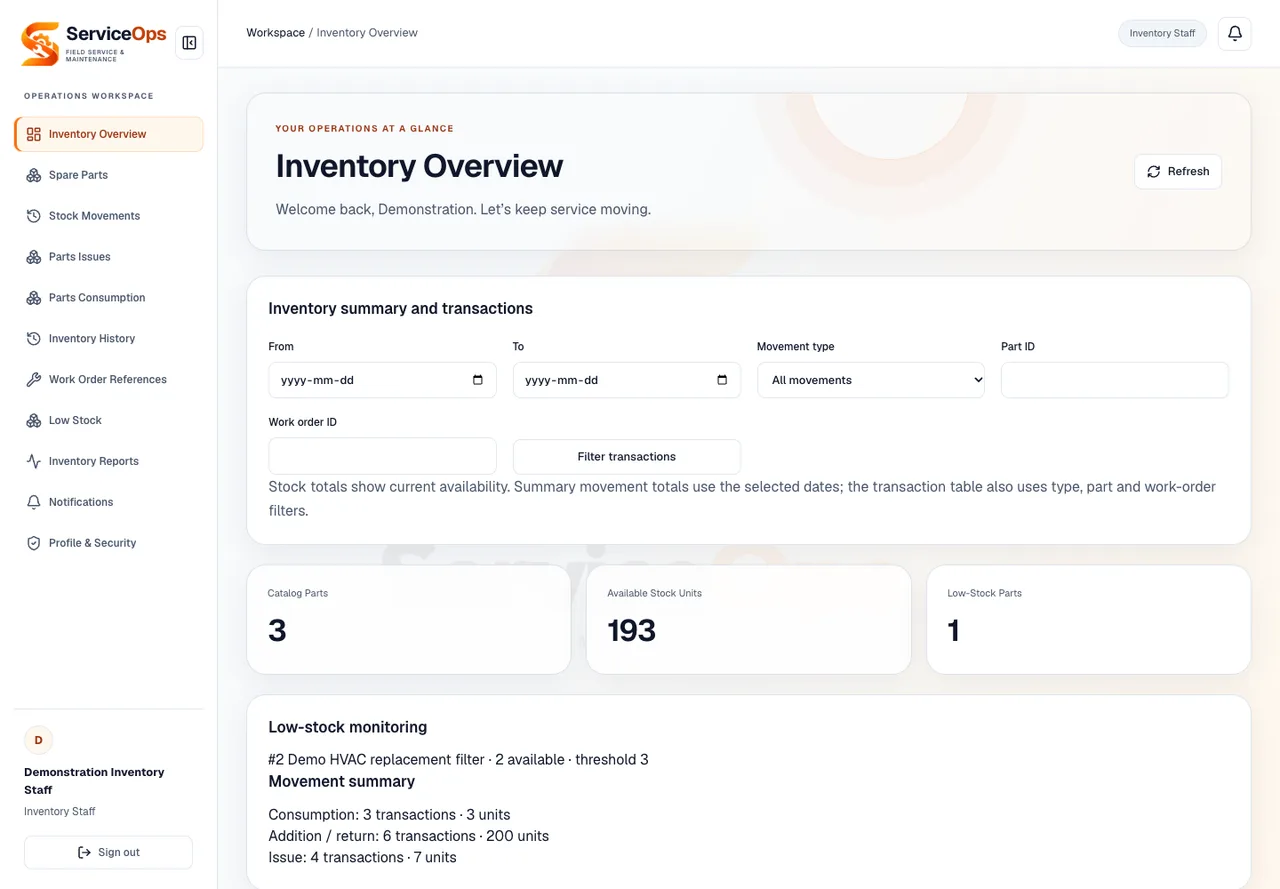 ServiceOps
FIELD SERVICE &
MAINTENANCE
OPERATIONS WORKSPACE
Inventory Overview
Spare Parts
Stock Movements
Parts Issues
Parts Consumption
Inventory History
Work Order References
Low Stock
Inventory Reports
Notifications
Profile & Security
D
Demonstration Inventory
Staff
Inventory Staff
Sign out
Workspace / Inventory Overview
Inventory Staff
YOUR OPERATIONS AT A GLANCE
Inventory Overview
Welcome back, Demonstration. Let’s keep service moving.
Refresh
Inventory summary and transactions
From
To
Movement type
Part ID
yyyy-mm-dd
yyyy-mm-dd
All movements
Work order ID
Filter transactions
Stock totals show current availability. Summary movement totals use the selected dates; the transaction table also uses type, part and work-order
filters.
Catalog Parts
3
Available Stock Units
193
Low-Stock Parts
1
Low-stock monitoring
#2 Demo HVAC replacement filter · 2 available · threshold 3
Movement summary
Consumption: 3 transactions · 3 units
Addition / return: 6 transactions · 200 units
Issue: 4 transactions · 7 units